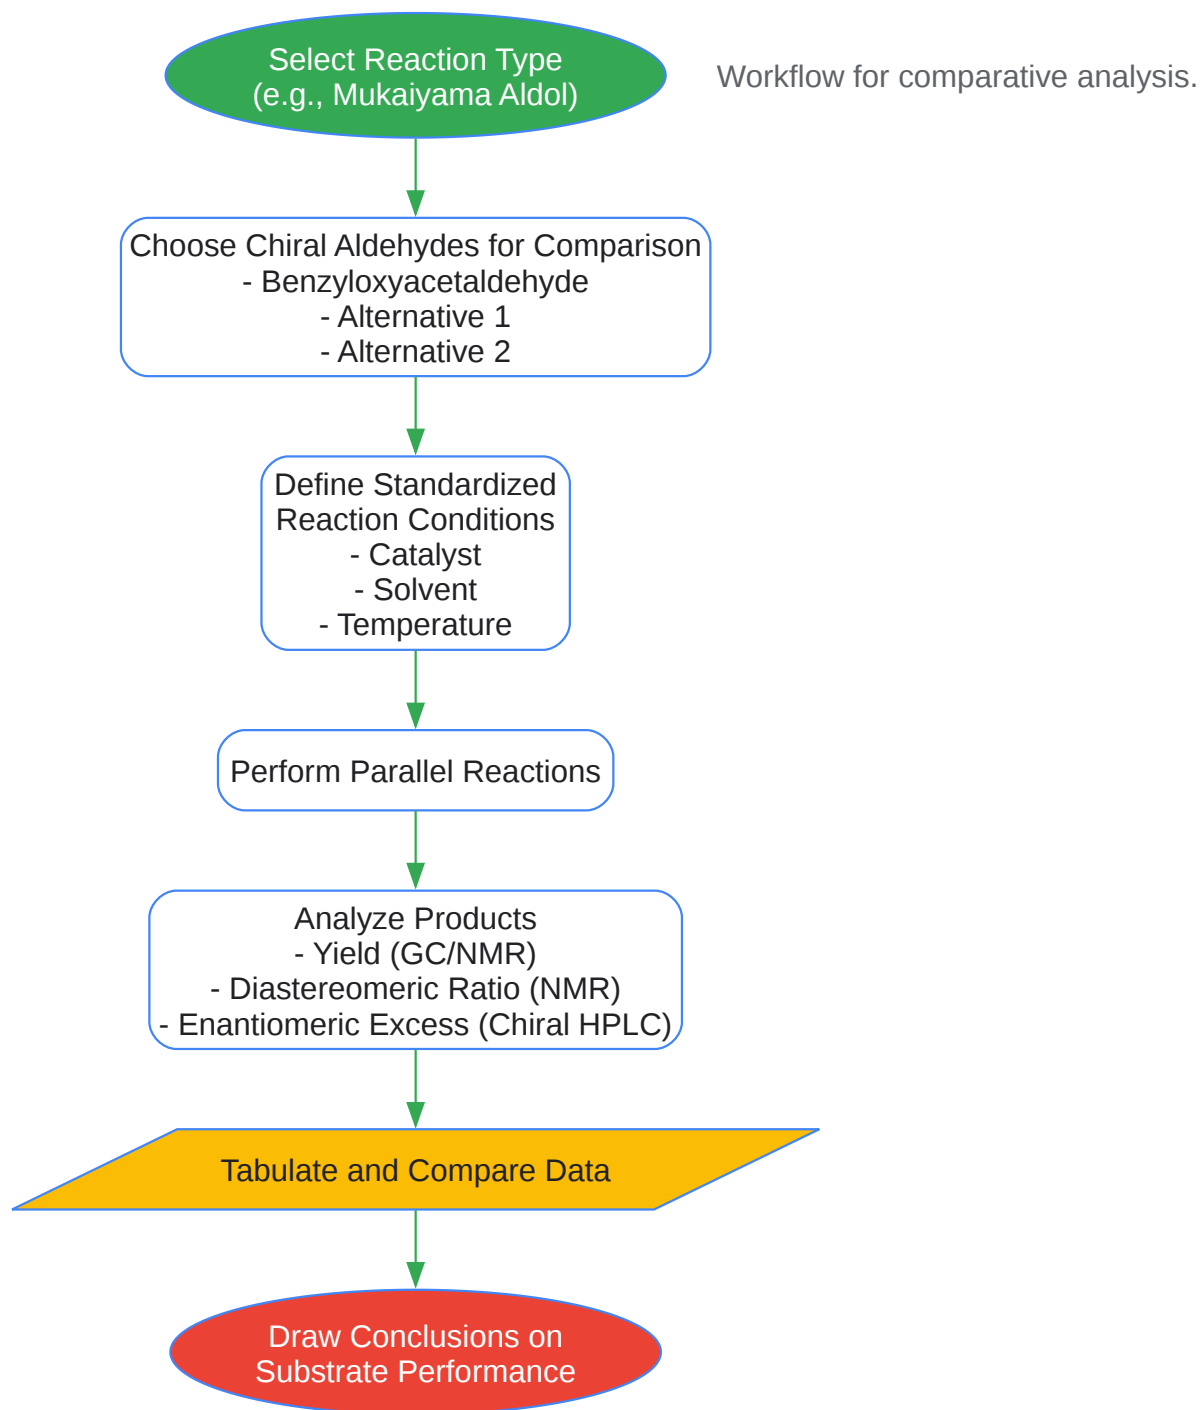 Select Reaction Type
(e.g., Mukaiyama Aldol)
Workflow for comparative analysis.
Choose Chiral Aldehydes for Comparison
- Benzyloxyacetaldehyde
- Alternative 1
- Alternative 2
Define Standardized
Reaction Conditions
- Catalyst
- Solvent
- Temperature
Perform Parallel Reactions
Analyze Products
- Yield (GC/NMR)
- Diastereomeric Ratio (NMR)
- Enantiomeric Excess (Chiral HPLC)
Tabulate and Compare Data
Draw Conclusions on
Substrate Performance